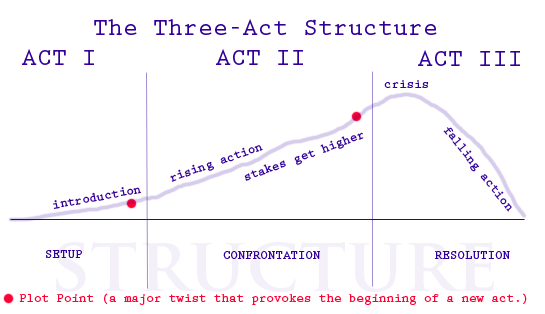 The Three-Act Structure
ACT I
ACT II
ACT III
crisis
rising action
stakes get higher
introduction
falling action
STRUCTURE
SETUP
CONFRONTATION
RESOLUTION
Plot Point (a major twist that provokes the beginning of a new act.)